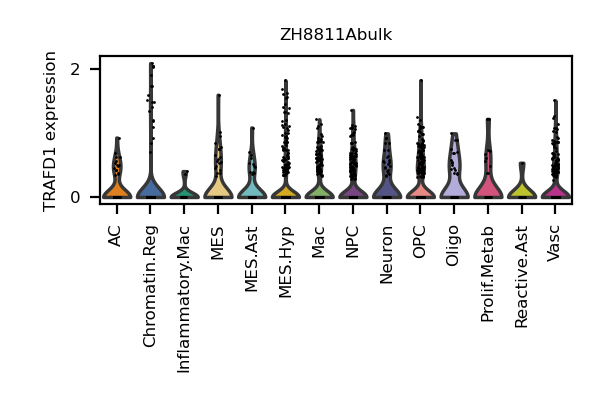 ZH8811Abulk
TRAFD1 expression
2
0
AC
Chromatin.Reg
Inflammatory.Mac
MES
MES.Ast
MES.Hyp
Mac
NPC
Neuron
OPC
Oligo
Prolif.Metab
Reactive.Ast
Vasc